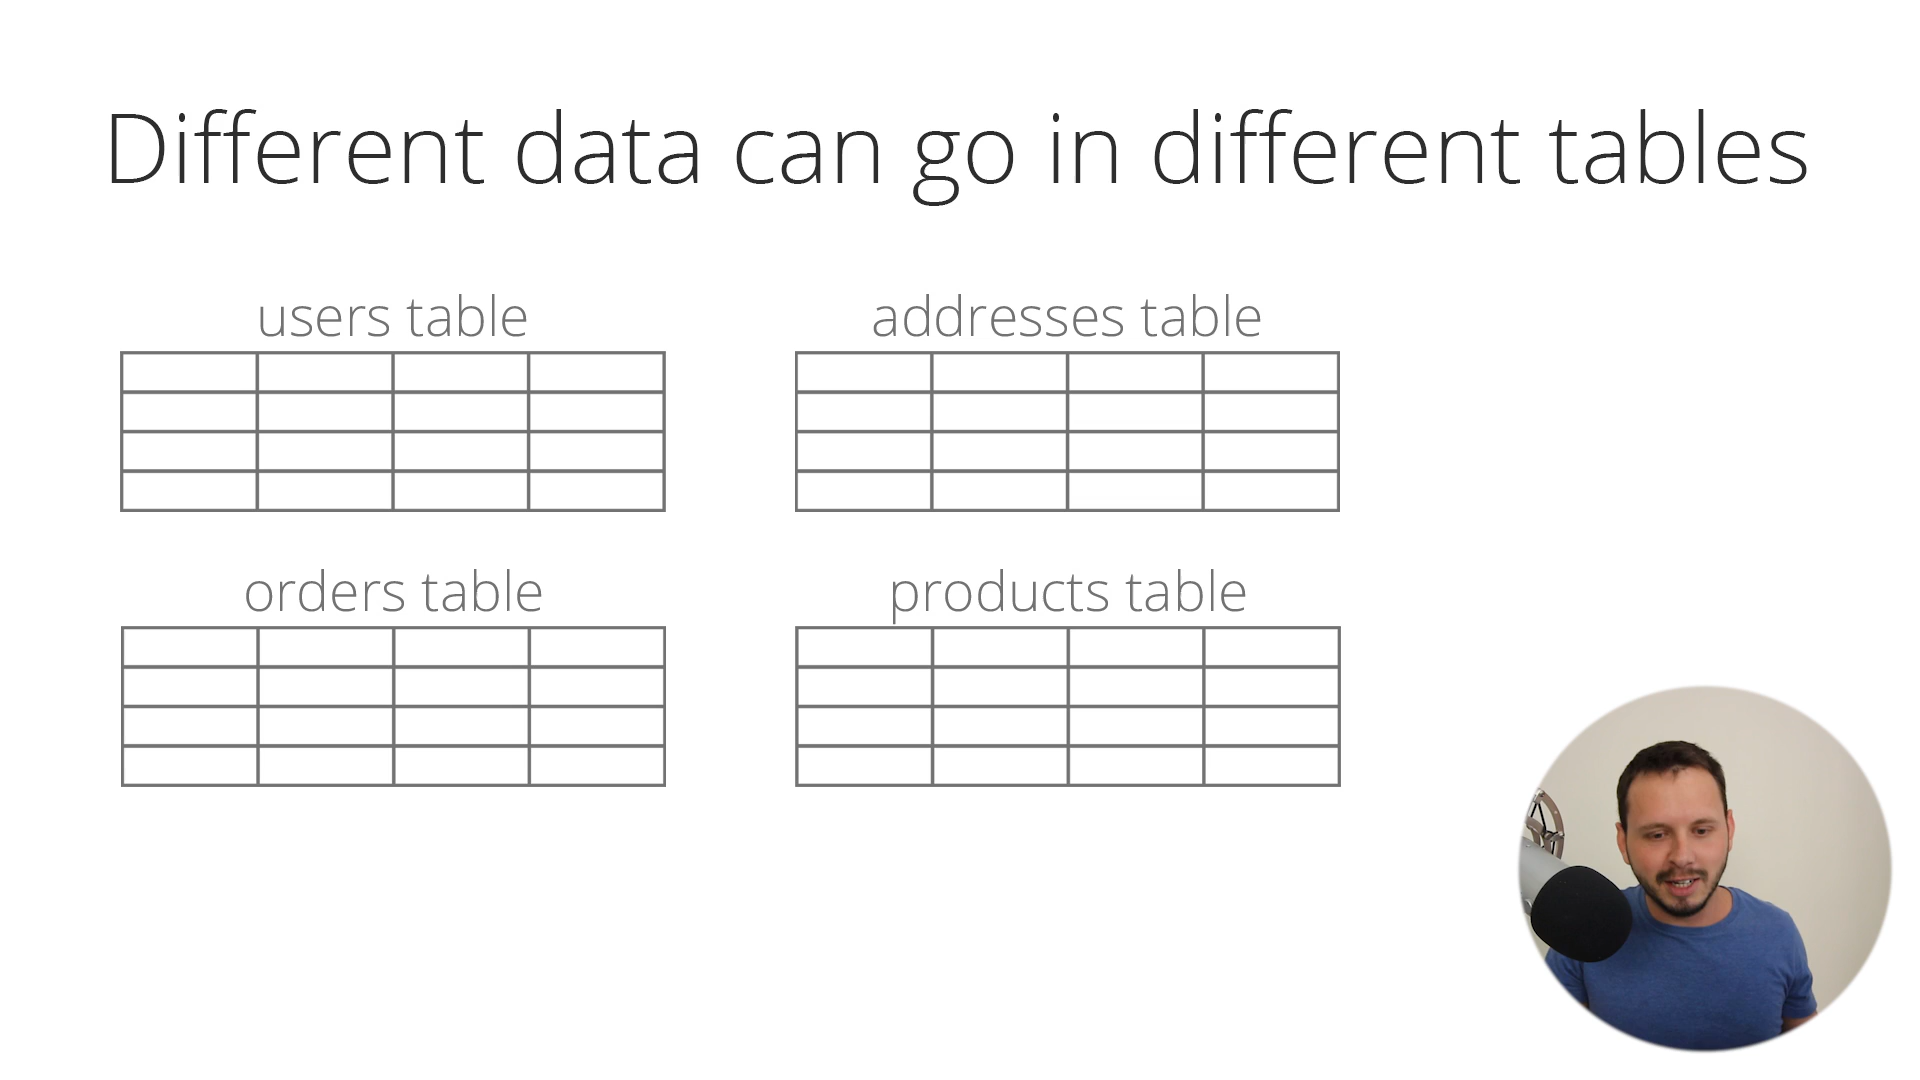 Different data can go in different tables
users table
addresses table
orders table
products table